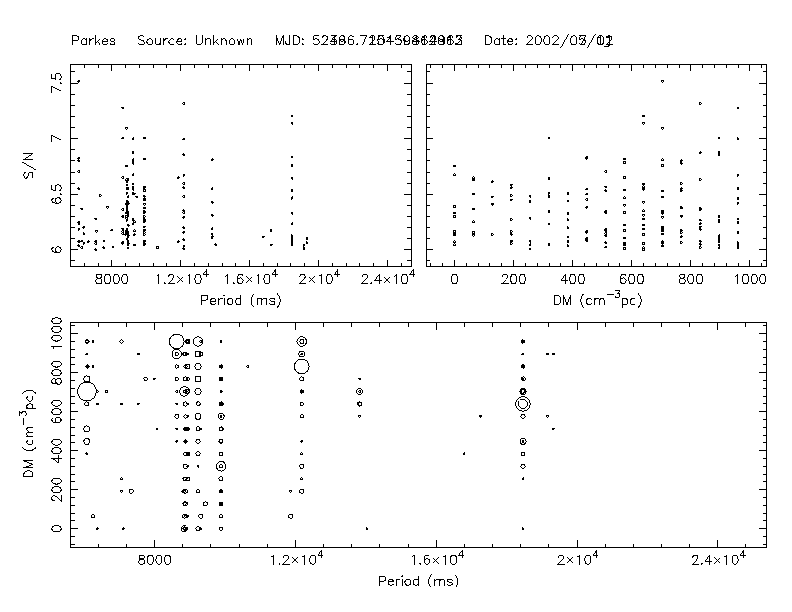 Parkes Source: Unknown MJD: Date:
7.5
7
6.5
6
S/N
8000 1.2×10⁴ 1.6×10⁴ 2×10⁴ 2.4×10⁴
Period (ms)
0 200 400 600 800 1000
DM (cm⁻³pc)
1000
800
600
400
200
0
DM (cm⁻³pc)
8000 1.2×10⁴ 1.6×10⁴ 2×10⁴ 2.4×10⁴
Period (ms)